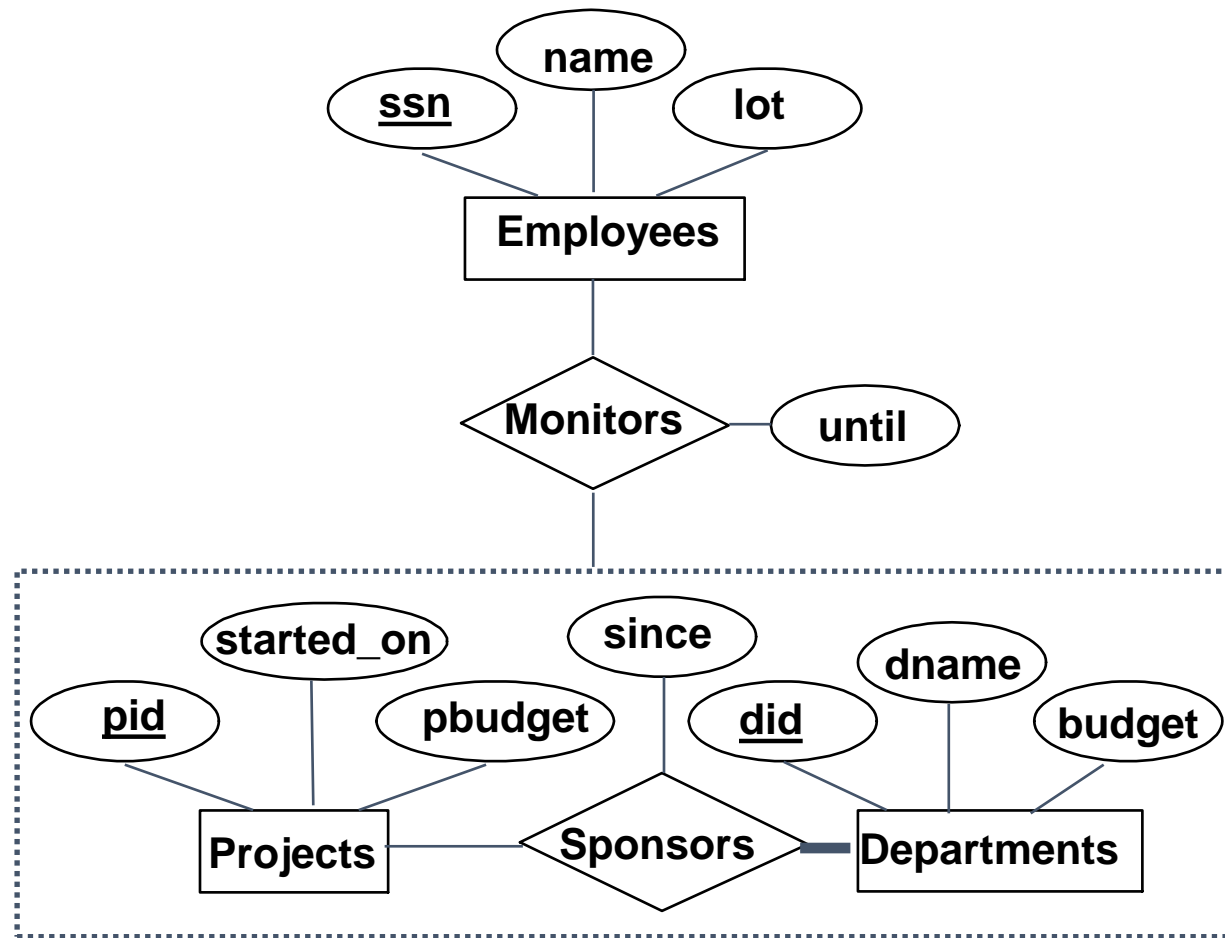 name
ssn
lot
Employees
Monitors
until
started_on
since
dname
pid
pbudget
did
budget
Projects
Sponsors
Departments